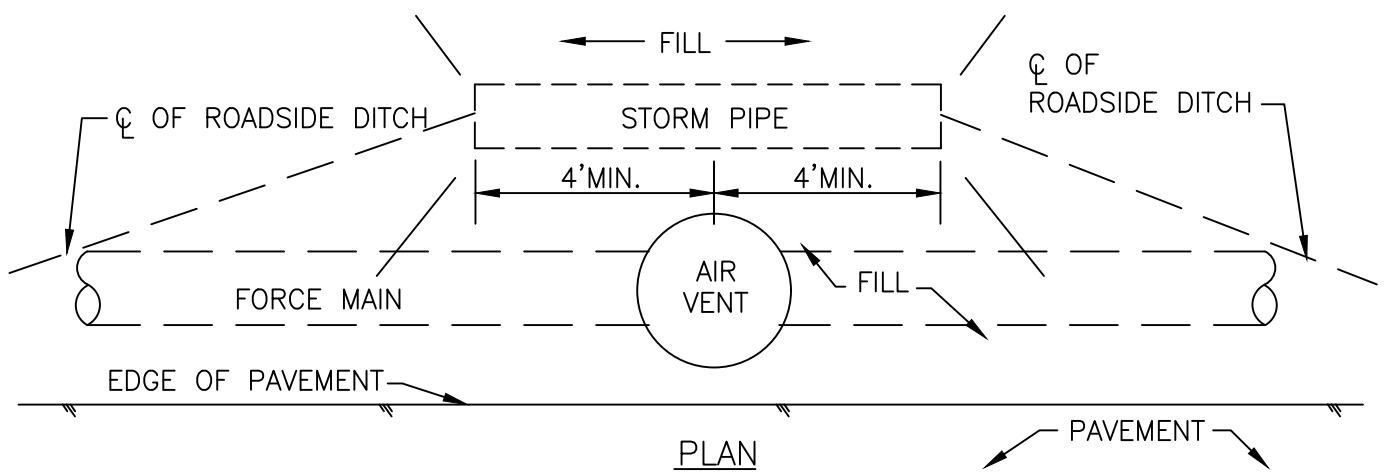 FILL
℄ OF
ROADSIDE DITCH
℄ OF ROADSIDE DITCH
STORM PIPE
4'MIN. 4'MIN.
AIR
VENT
FILL
FORCE MAIN
EDGE OF PAVEMENT
PAVEMENT
PLAN